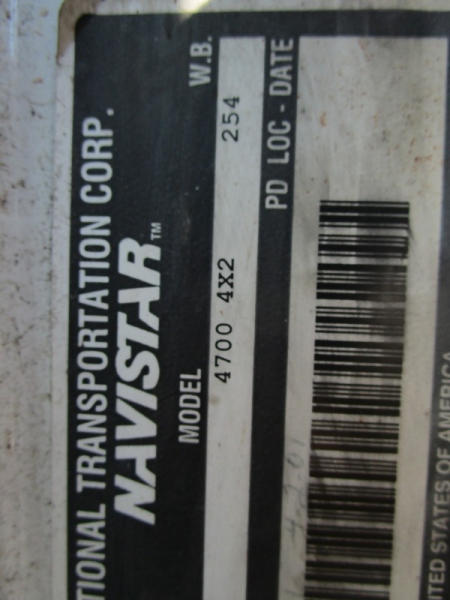 TIONAL TRANSPORTATION CORP.
NAVISTAR™
MODEL W.B.
4700 4X2 254
PD LOC - DATE
ITED STATES OF AMERICA